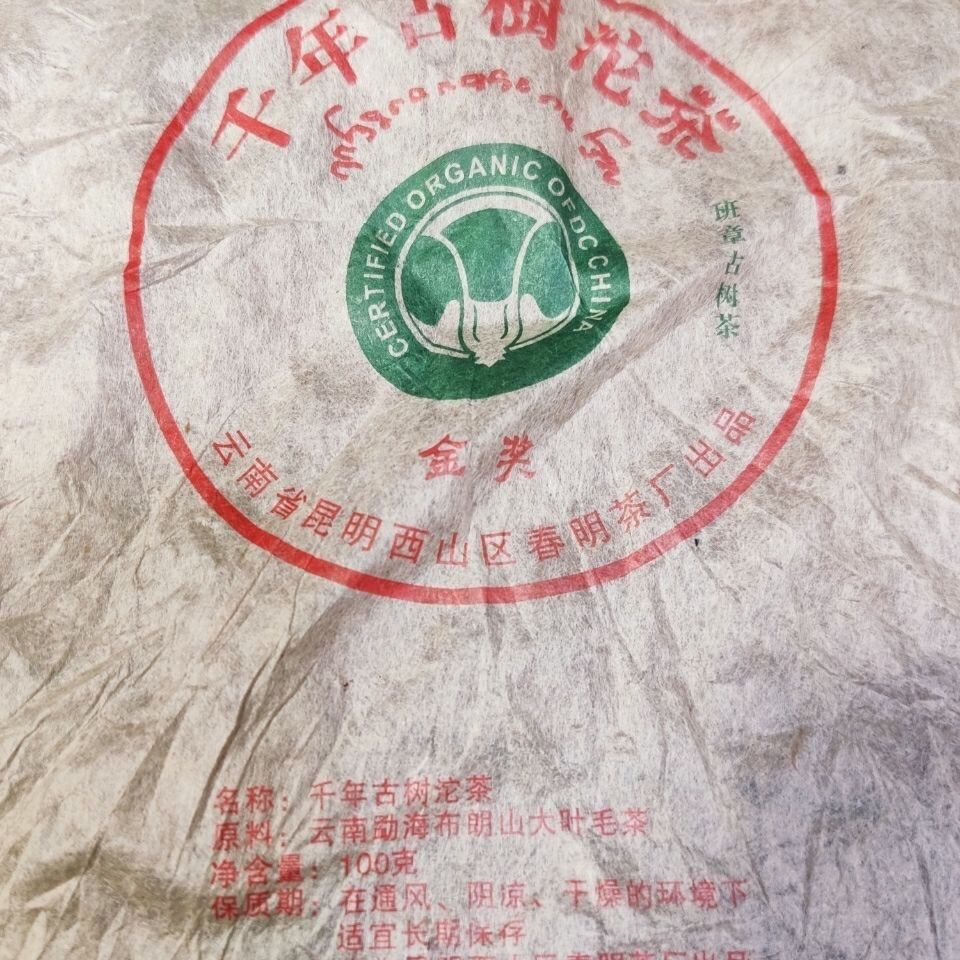 千年古樹沱茶
CERTIFIED ORGANIC OFDC CHINA
班章古树茶
金奖
云南省昆明西山区春明茶厂出品
名称：千年古树沱茶
原料：云南勐海布朗山大叶毛茶
净含量：100克
保质期：在通风、阴凉、干燥的环境下
适宜长期保存